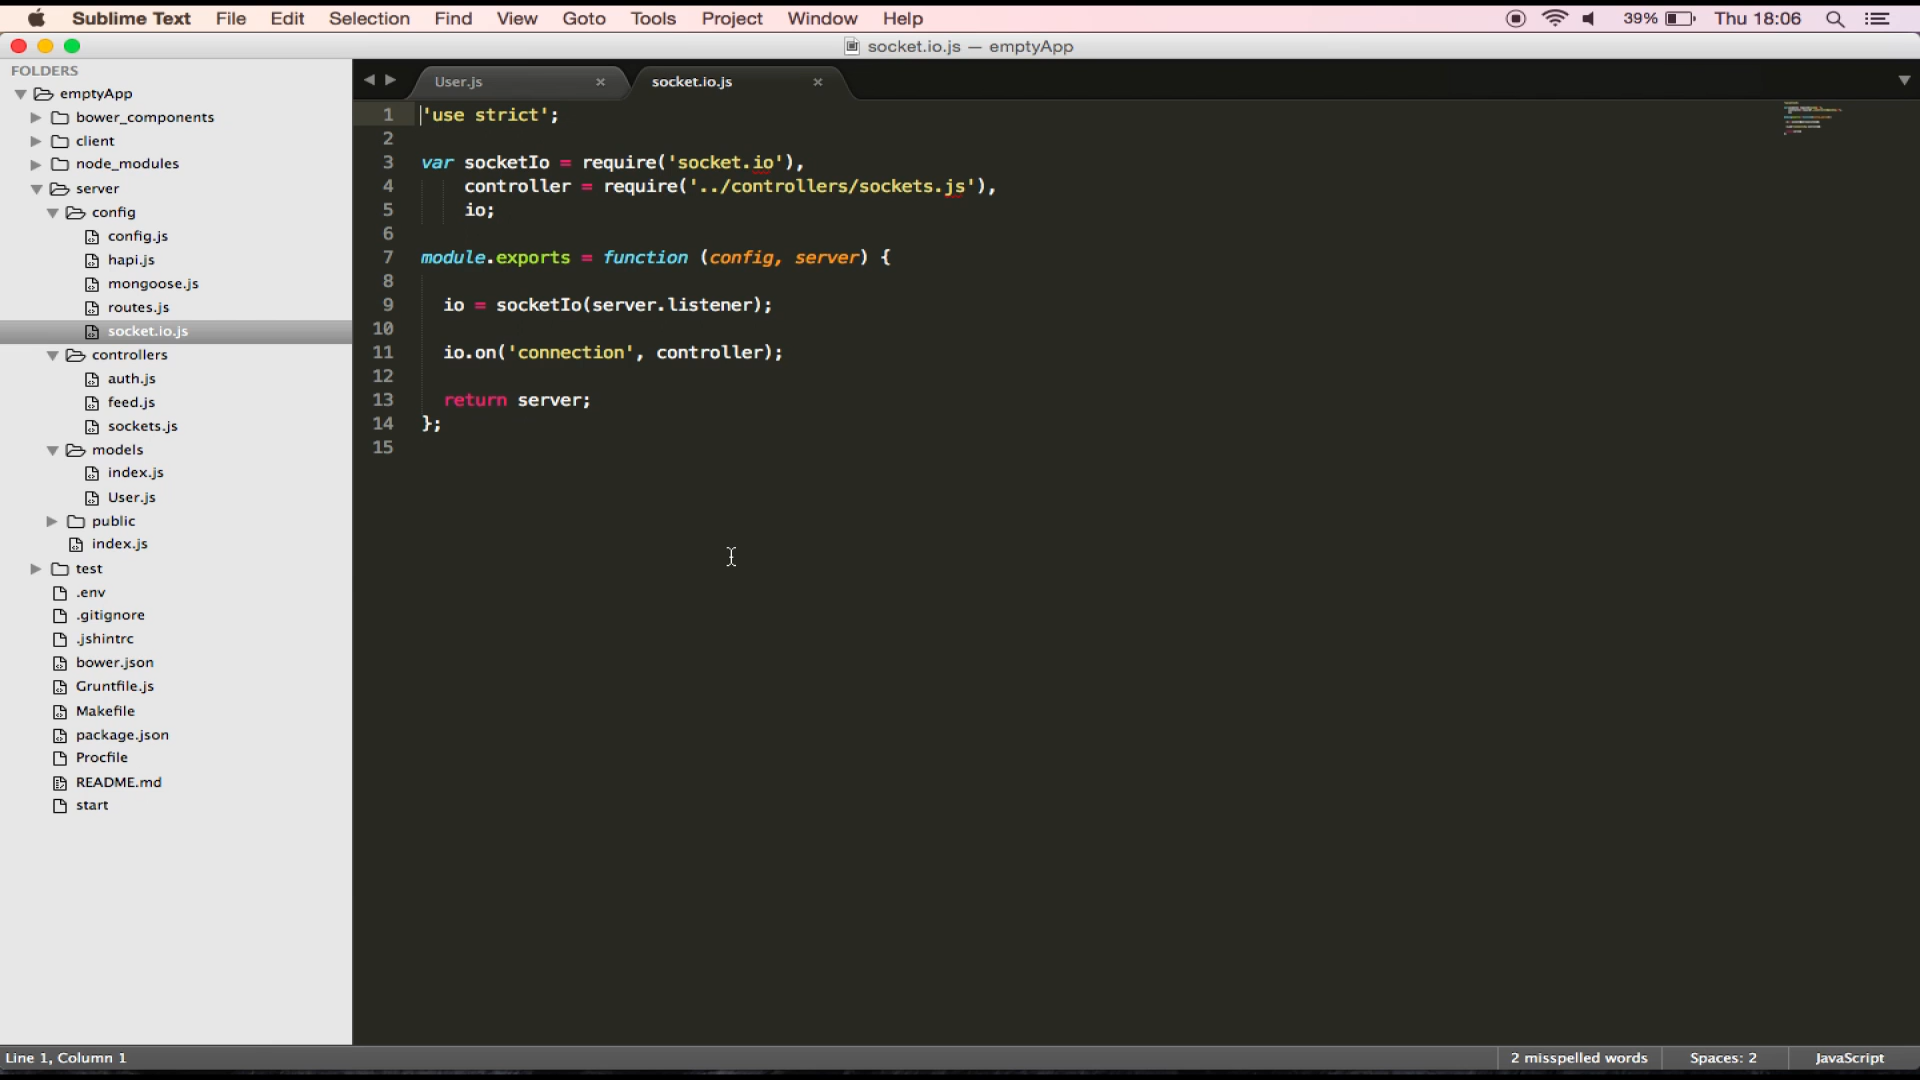 Sublime Text File Edit Selection Find View Goto Tools Project Window Help 39% Thu 18:06
socket.io.js — emptyApp
FOLDERS
emptyApp
bower_components
client
node_modules
server
config
config.js
hapi.js
mongoose.js
routes.js
socket.io.js
controllers
auth.js
feed.js
sockets.js
models
index.js
User.js
public
index.js
test
.env
.gitignore
.jshintrc
bower.json
Gruntfile.js
Makefile
package.json
Procfile
README.md
start
User.js × socket.io.js ×
1 'use strict';
2
3 var socketIo = require('socket.io'),
4     controller = require('../controllers/sockets.js'),
5     io;
6
7 module.exports = function (config, server) {
8
9   io = socketIo(server.listener);
10
11   io.on('connection', controller);
12
13   return server;
14 };
15
Line 1, Column 1 2 misspelled words Spaces: 2 JavaScript